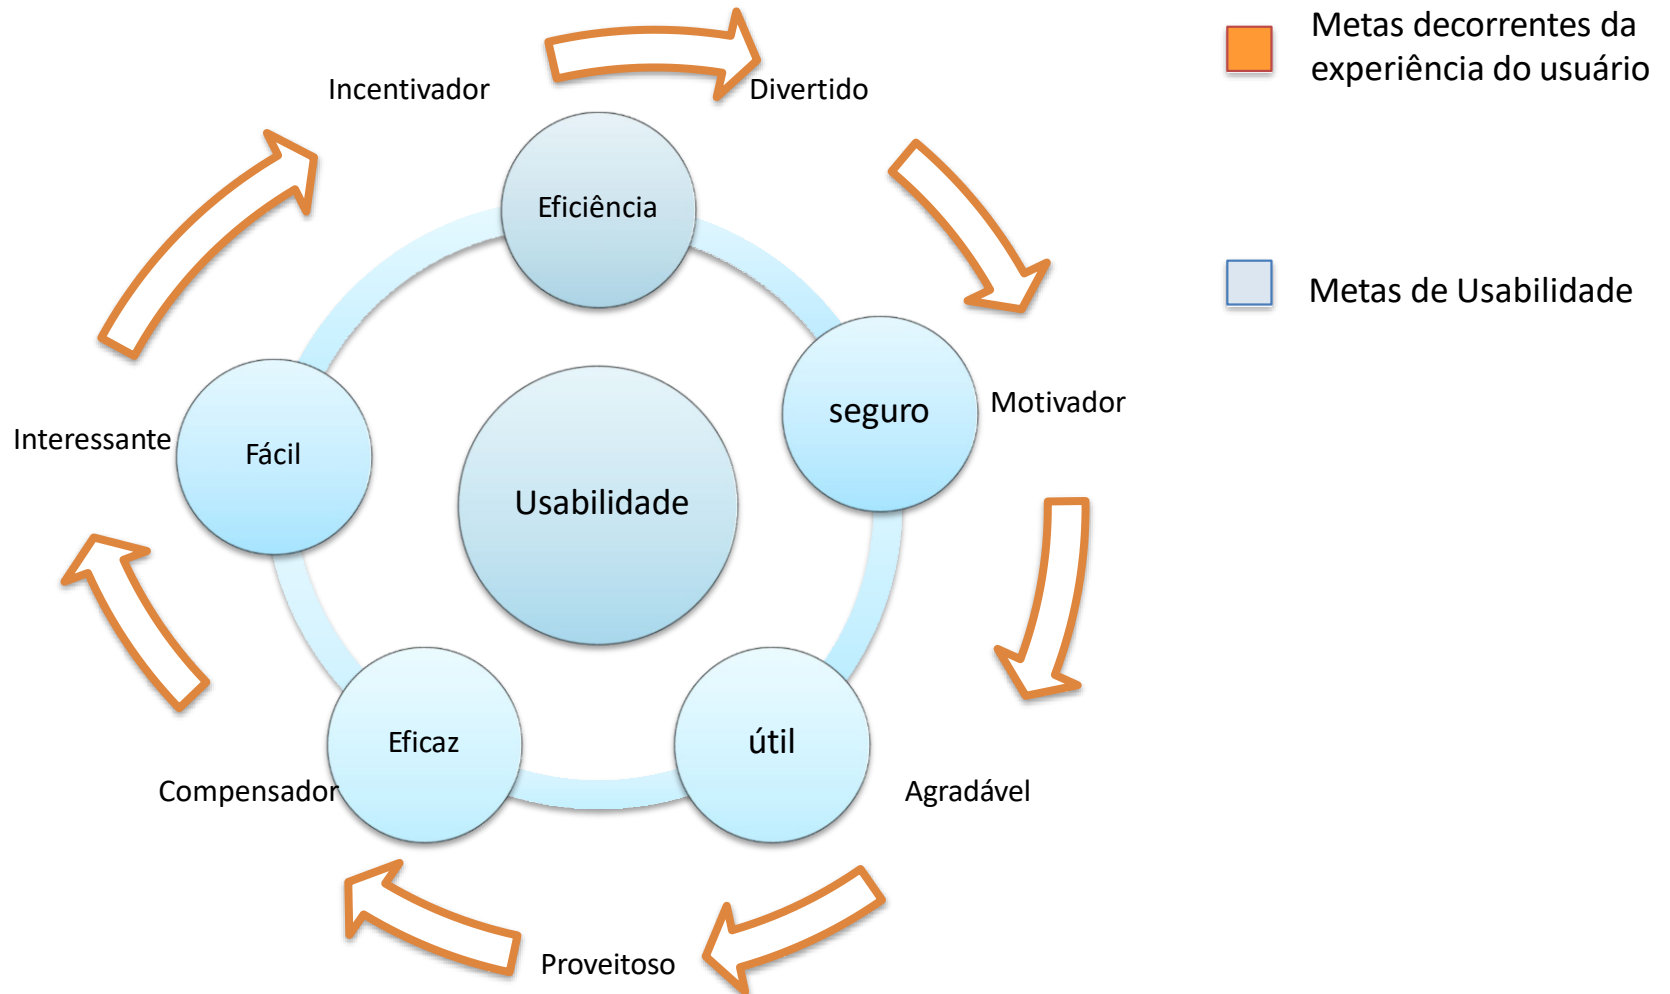 Metas decorrentes da
experiência do usuário
Incentivador
Divertido
Eficiência
Metas de Usabilidade
seguro
Motivador
Interessante
Fácil
Usabilidade
Eficaz
útil
Compensador
Agradável
Proveitoso